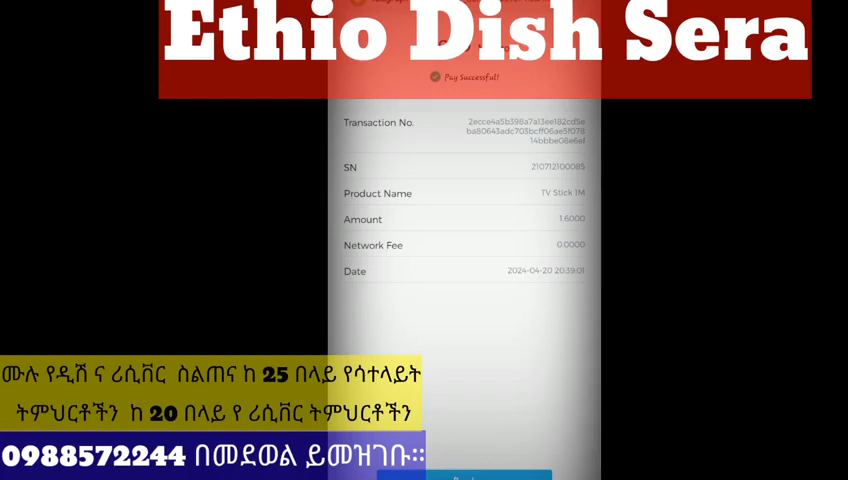 Ethio Dish Sera
Pay Successful!
Transaction No.
2ecce4a5b398a7a13ee182cd5e
ba80643adc703bcff06ae5f078
14bbbe08e6ef
SN 210712100085
Product Name TV Stick 1M
Amount 1.6000
Network Fee 0.0000
Date 2024-04-20 20:39:01
ሙሉ የዲሽ ና ሪሲቨር ስልጠና ከ 25 በላይ የሳተላይት
ትምህርቶችን ከ 20 በላይ የ ሪሲቨር ትምህርቶችን
0988572244 በመደወል ይመዝገቡ።